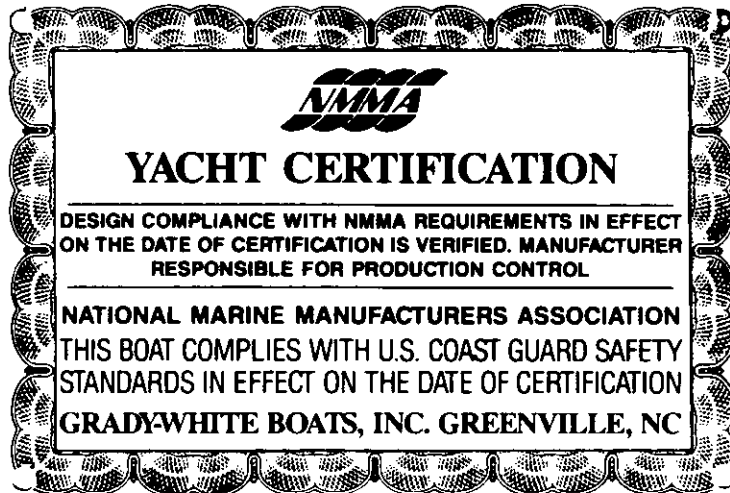 NMMA
YACHT CERTIFICATION
DESIGN COMPLIANCE WITH NMMA REQUIREMENTS IN EFFECT
ON THE DATE OF CERTIFICATION IS VERIFIED. MANUFACTURER
RESPONSIBLE FOR PRODUCTION CONTROL
NATIONAL MARINE MANUFACTURERS ASSOCIATION
THIS BOAT COMPLIES WITH U.S. COAST GUARD SAFETY
STANDARDS IN EFFECT ON THE DATE OF CERTIFICATION
GRADY-WHITE BOATS, INC. GREENVILLE, NC